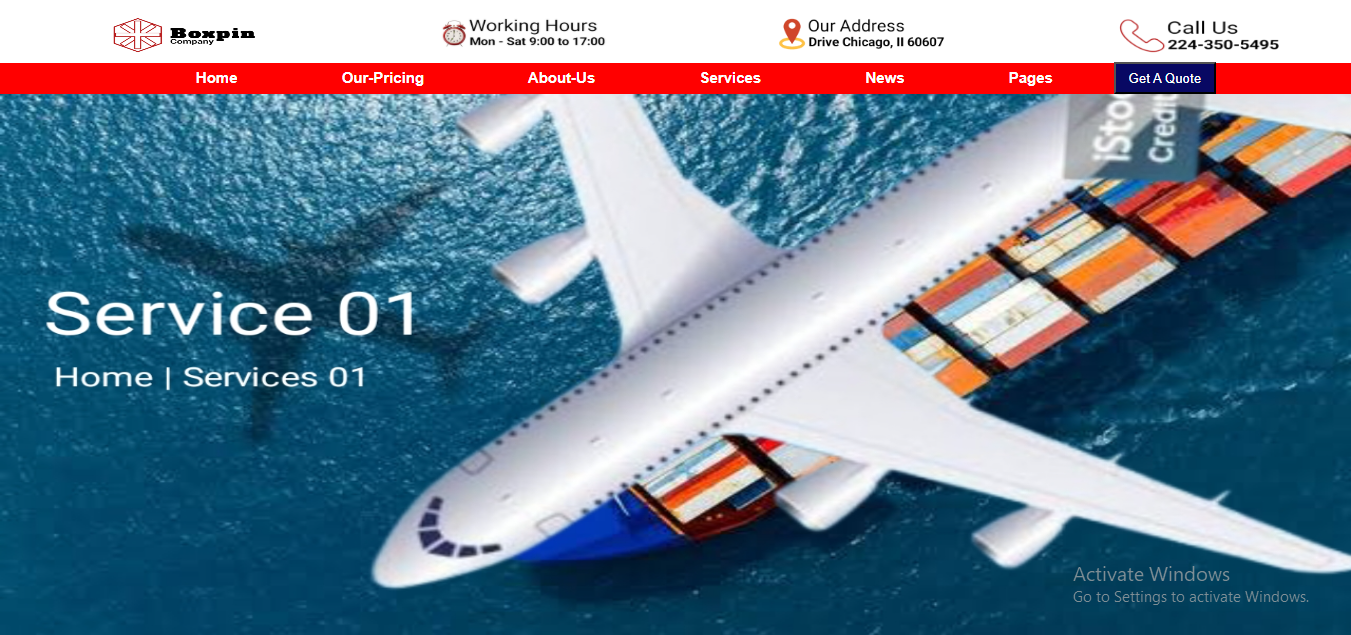 Boxpin
Company
Working Hours
Mon - Sat 9:00 to 17:00
Our Address
Drive Chicago, Il 60607
Call Us
224-350-5495
Home
Our-Pricing
About-Us
Services
News
Pages
Get A Quote
iSto
Credit
Service 01
Home | Services 01
Activate Windows
Go to Settings to activate Windows.